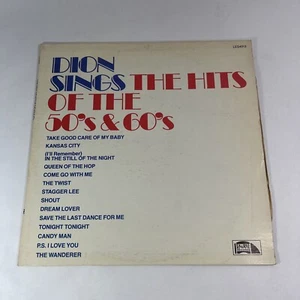 DION
SINGS THE HITS
OF THE
50's & 60's
TAKE GOOD CARE OF MY BABY
KANSAS CITY
(I'll Remember)
IN THE STILL OF THE NIGHT
QUEEN OF THE HOP
COME GO WITH ME
THE TWIST
STAGGER LEE
SHOUT
DREAM LOVER
SAVE THE LAST DANCE FOR ME
TONIGHT TONIGHT
CANDY MAN
P.S. I LOVE YOU
THE WANDERER